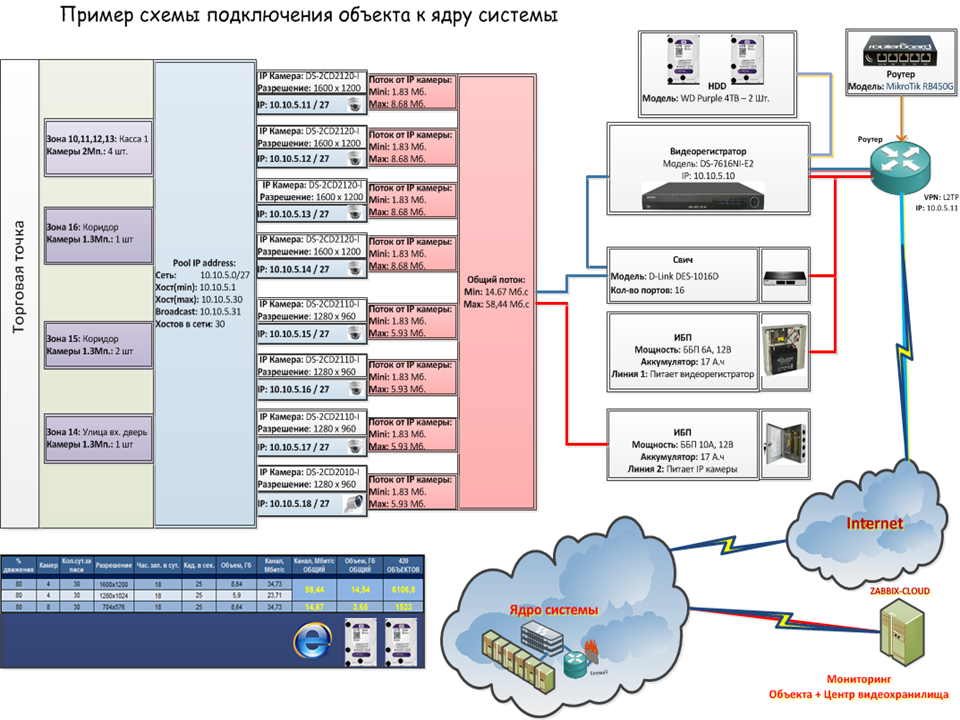 Пример схемы подключения объекта к ядру системы
Торговая точка
Зона 10,11,12,13: Касса 1
Камеры 2Мп.: 4 шт.
Зона 16: Коридор
Камеры 1.3Мп.: 1 шт
Зона 15: Коридор
Камеры 1.3Мп.: 2 шт
Зона 14: Улица вх. дверь
Камеры 1.3Мп.: 1 шт
Pool IP address:
Сеть: 10.10.5.0/27
Хост(min): 10.10.5.1
Хост(max): 10.10.5.30
Broadcast: 10.10.5.31
Хостов в сети: 30
IP Камера: DS-2CD2120-I
Разрешение: 1600 x 1200
IP: 10.10.5.11 / 27
IP Камера: DS-2CD2120-I
Разрешение: 1600 x 1200
IP: 10.10.5.12 / 27
IP Камера: DS-2CD2120-I
Разрешение: 1600 x 1200
IP: 10.10.5.13 / 27
IP Камера: DS-2CD2120-I
Разрешение: 1600 x 1200
IP: 10.10.5.14 / 27
IP Камера: DS-2CD2110-I
Разрешение: 1280 x 960
IP: 10.10.5.15 / 27
IP Камера: DS-2CD2110-I
Разрешение: 1280 x 960
IP: 10.10.5.16 / 27
IP Камера: DS-2CD2110-I
Разрешение: 1280 x 960
IP: 10.10.5.17 / 27
IP Камера: DS-2CD2010-I
Разрешение: 1280 x 960
IP: 10.10.5.18 / 27
Поток от IP камеры:
Mini: 1.83 Мб.
Max: 8.68 Мб.
Поток от IP камеры:
Mini: 1.83 Мб.
Max: 8.68 Мб.
Поток от IP камеры:
Mini: 1.83 Мб.
Max: 8.68 Мб.
Поток от IP камеры:
Mini: 1.83 Мб.
Max: 8.68 Мб.
Поток от IP камеры:
Mini: 1.83 Мб.
Max: 5.93 Мб.
Поток от IP камеры:
Mini: 1.83 Мб.
Max: 5.93 Мб.
Поток от IP камеры:
Mini: 1.83 Мб.
Max: 5.93 Мб.
Поток от IP камеры:
Mini: 1.83 Мб.
Max: 5.93 Мб.
Общий поток:
Min: 14.67 Мб.с
Max: 58,44 Мб.с
HDD
Модель: WD Purple 4TB – 2 Шт.
routerboard
Роутер
Модель: MikroTik RB450G
Видеорегистратор
Модель: DS-7616NI-E2
IP: 10.10.5.10
Роутер
VPN: L2TP
IP: 10.0.5.11
Свич
Модель: D-Link DES-1016D
Кол-во портов: 16
ИБП
Мощность: ББП 6А, 12В
Аккумулятор: 17 А.ч
Линия 1: Питает видеорегистратор
ИБП
Мощность: ББП 10А, 12В
Аккумулятор: 17 А.ч
Линия 2: Питает IP камеры
Internet
Ядро системы
Firewall
ZABBIX-CLOUD
Мониторинг
Объекта + Центр видеохранилища
% движения Камер Кол.сут.записи Разрешение Час. зап. в сут. Кад. в сек. Объем, Гб Канал, Мбит/с Канал, Мбит/с ОБЩИЙ Объем, Гб ОБЩИЙ 420 ОБЪЕКТОВ
80 4 30 1600x1200 18 25 8,64 34,73 58,44 14,54 6106,8
80 4 30 1280x1024 18 25 5,9 23,71
80 8 30 704x576 18 25 8,64 34,73 14,67 3,65 1533